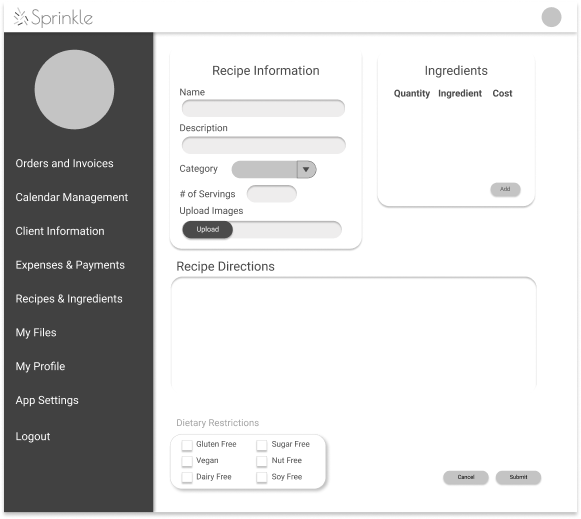 Sprinkle
Orders and Invoices
Calendar Management
Client Information
Expenses & Payments
Recipes & Ingredients
My Files
My Profile
App Settings
Logout
Recipe Information
Name
Description
Category
# of Servings
Upload Images
Upload
Ingredients
Quantity Ingredient Cost
Add
Recipe Directions
Dietary Restrictions
Gluten Free Sugar Free
Vegan Nut Free
Dairy Free Soy Free
Cancel Submit